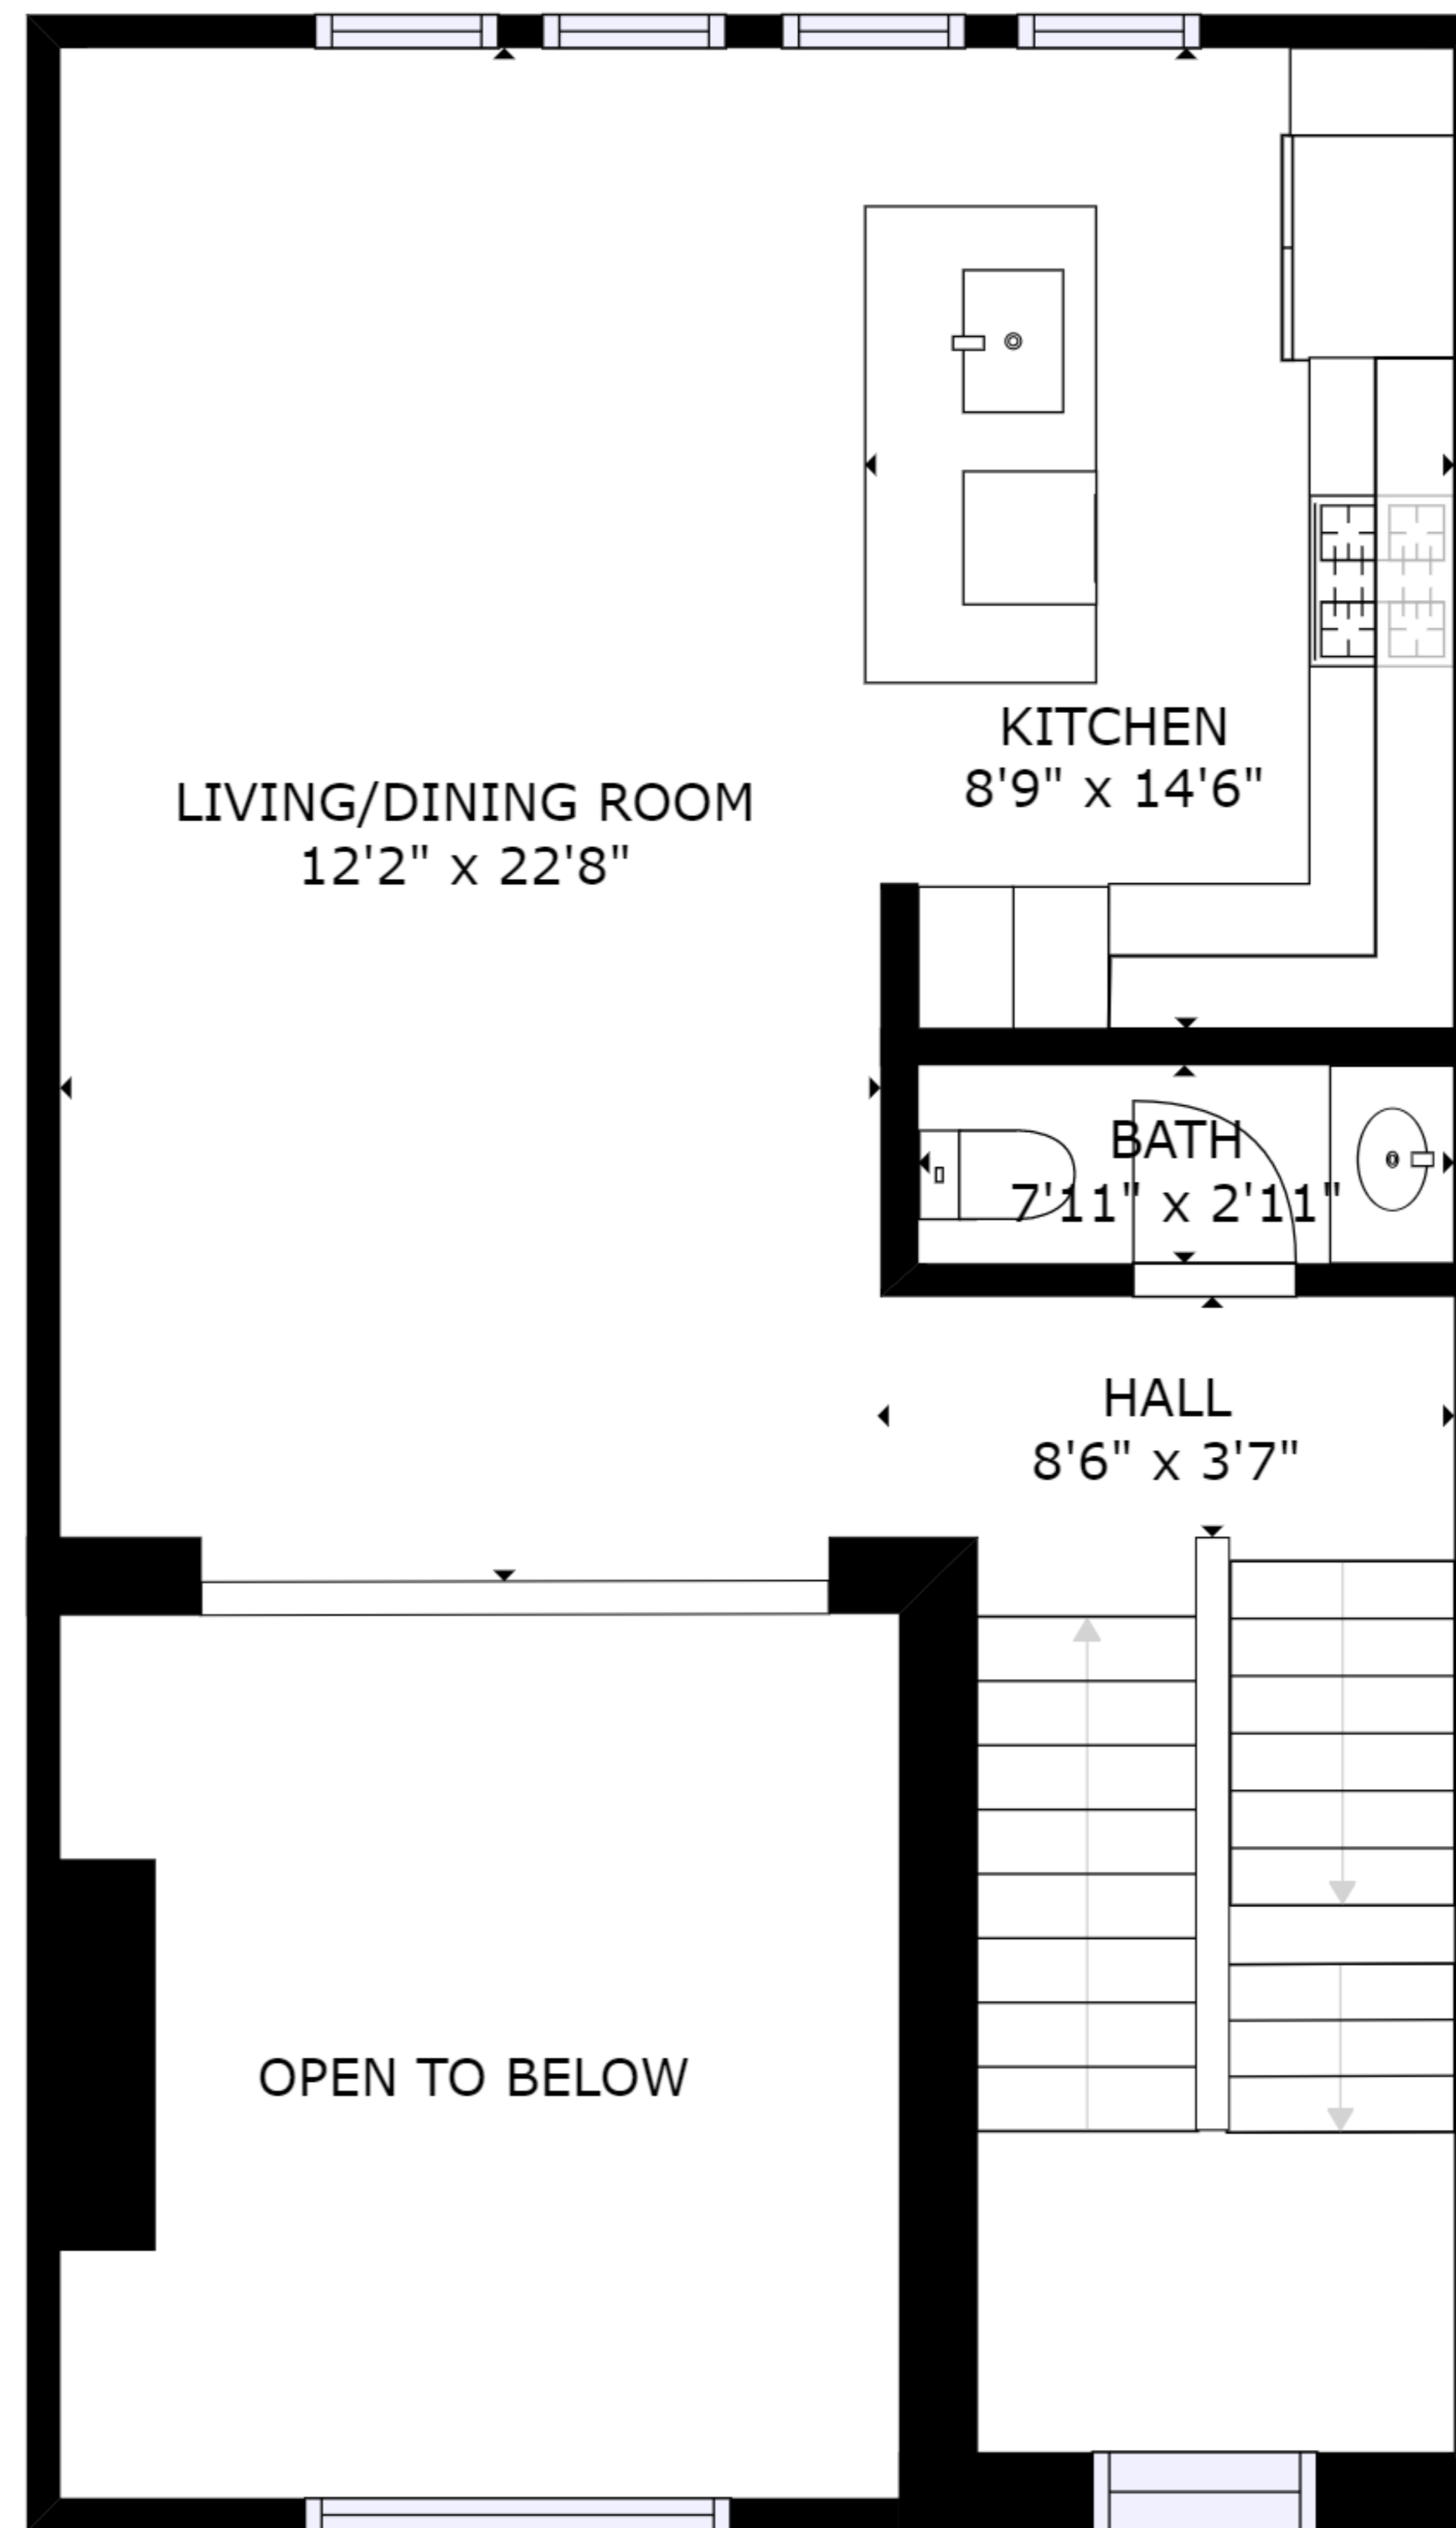 KITCHEN
8'9" x 14'6"
LIVING/DINING ROOM
12'2" x 22'8"
BATH
7'11" x 2'11"
HALL
8'6" x 3'7"
OPEN TO BELOW